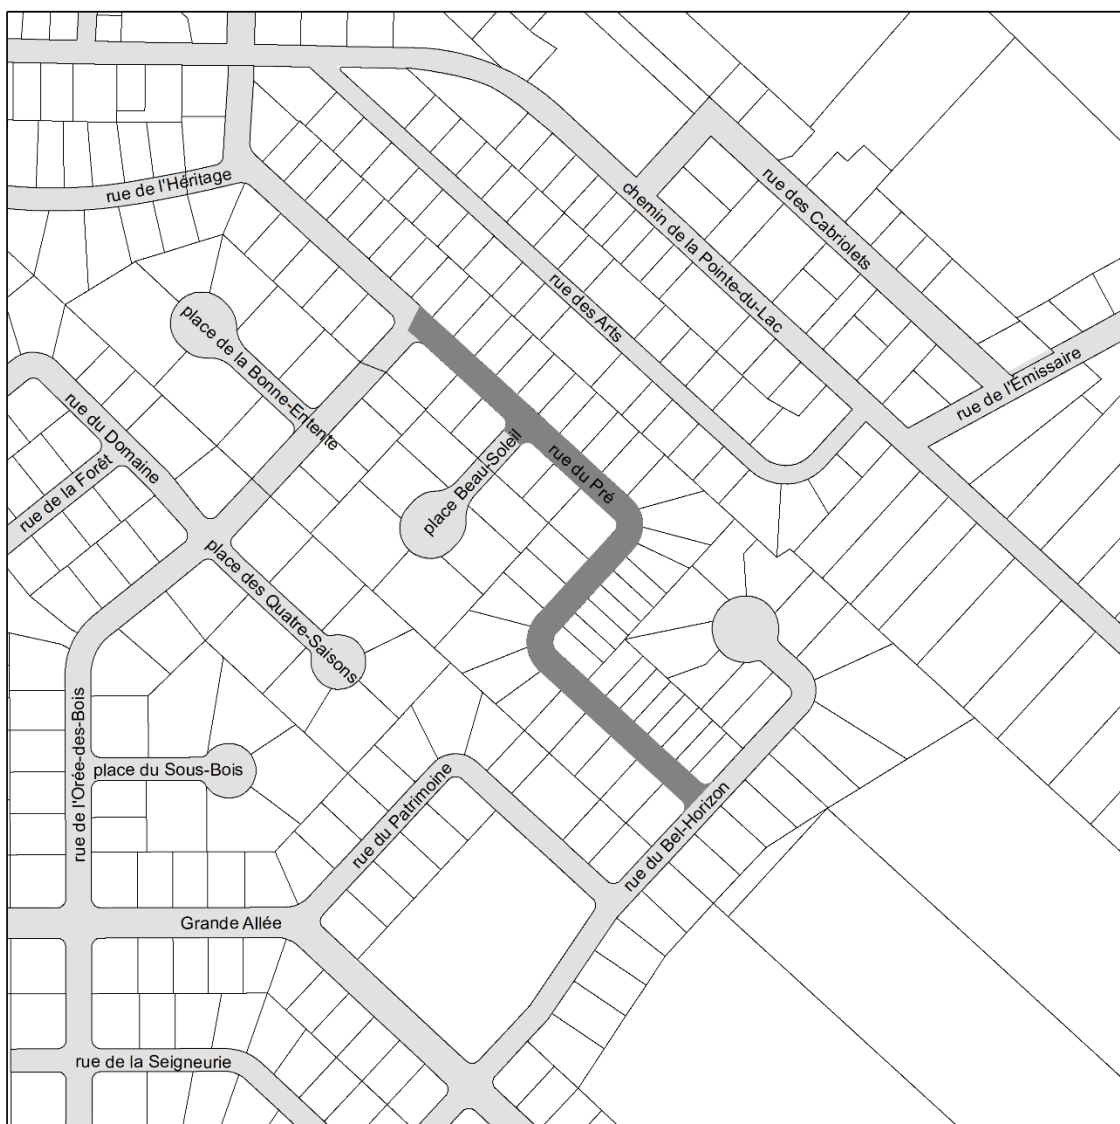 rue de l'Héritage
rue des Cabriolets
chemin de la Pointe-du-Lac
rue des Arts
place de la Bonne-Entente
rue de l'Émissaire
rue du Domaine
rue de la Forêt
place Beau-Soleil
rue du Pré
place des Quatre-Saisons
rue de l'Orée-des-Bois
place du Sous-Bois
rue du Patrimoine
rue du Bel-Horizon
Grande Allée
rue de la Seigneurie